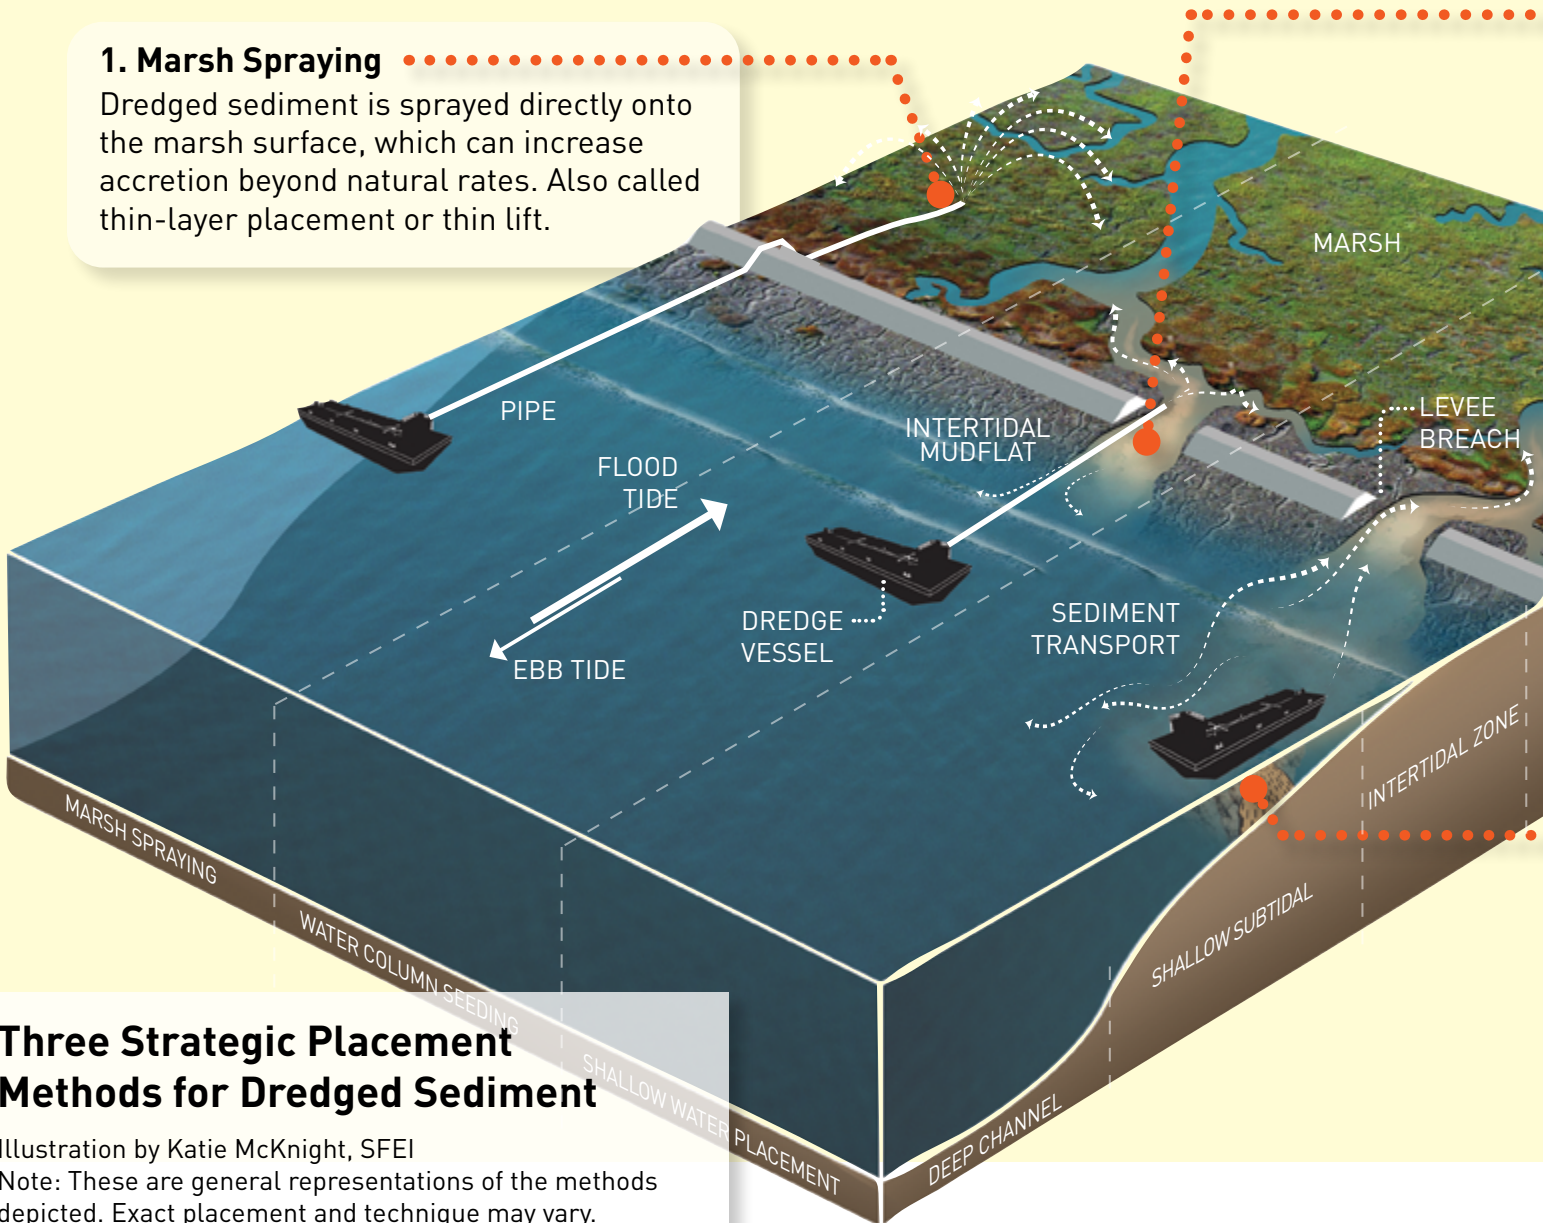 1. Marsh Spraying
Dredged sediment is sprayed directly onto
the marsh surface, which can increase
accretion beyond natural rates. Also called
thin-layer placement or thin lift.
MARSH
PIPE
INTERTIDAL
MUDFLAT
LEVEE
BREACH
FLOOD
TIDE
EBB TIDE
DREDGE
VESSEL
SEDIMENT
TRANSPORT
INTERTIDAL ZONE
SHALLOW SUBTIDAL
DEEP CHANNEL
MARSH SPRAYING
WATER COLUMN SEEDING
SHALLOW WATER PLACEMENT
Three Strategic Placement
Methods for Dredged Sediment
Illustration by Katie McKnight, SFEI
Note: These are general representations of the methods
depicted. Exact placement and technique may vary.